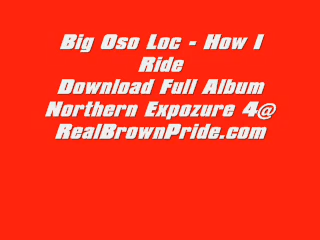 Big Oso Loc - How I
Ride
Download Full Album
Northern Expozure 4@
RealBrownPride.com